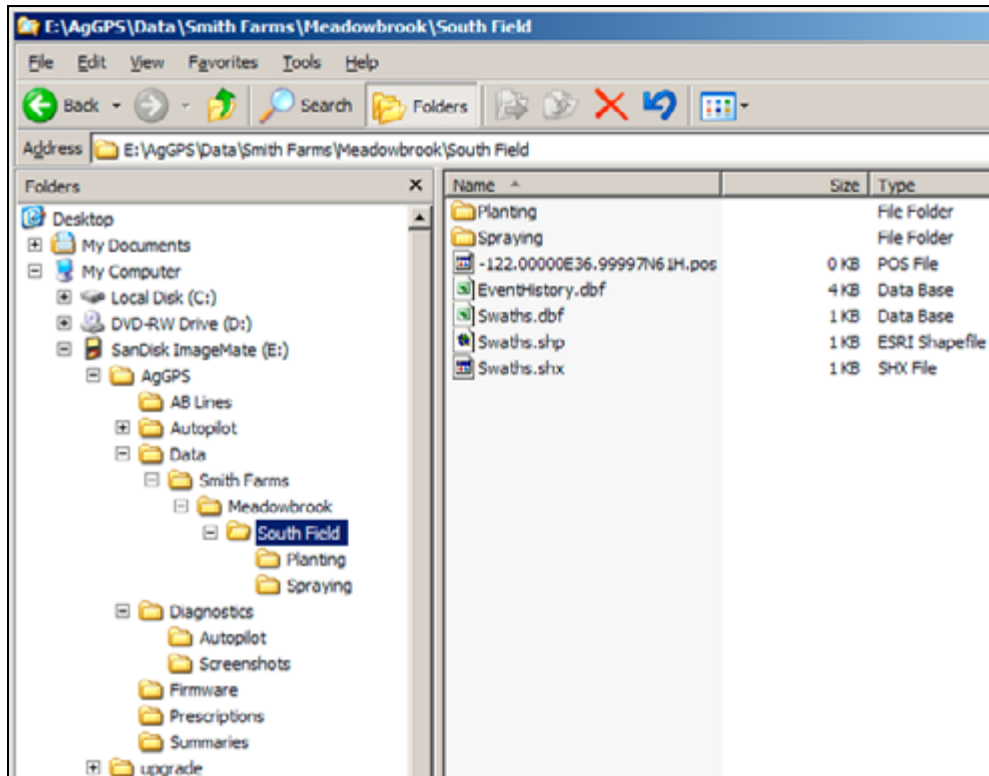 E:\AgGPS\Data\Smith Farms\Meadowbrook\South Field
File Edit View Favorites Tools Help
Back Search Folders
Address E:\AgGPS\Data\Smith Farms\Meadowbrook\South Field
Folders
Desktop
My Documents
My Computer
Local Disk (C:)
DVD-RW Drive (D:)
SanDisk ImageMate (E:)
AgGPS
AB Lines
Autopilot
Data
Smith Farms
Meadowbrook
South Field
Planting
Spraying
Diagnostics
Autopilot
Screenshots
Firmware
Prescriptions
Summaries
upgrade
Name Size Type
Planting File Folder
Spraying File Folder
-122.00000E36.99997N61H.pos 0 KB POS File
EventHistory.dbf 4 KB Data Base
Swaths.dbf 1 KB Data Base
Swaths.shp 1 KB ESRI Shapefile
Swaths.shx 1 KB SHX File